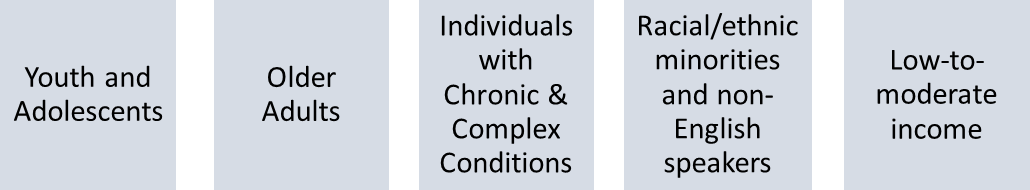 Youth and
Adolescents
Older
Adults
Individuals
with
Chronic &
Complex
Conditions
Racial/ethnic
minorities
and non-
English
speakers
Low-to-
moderate
income